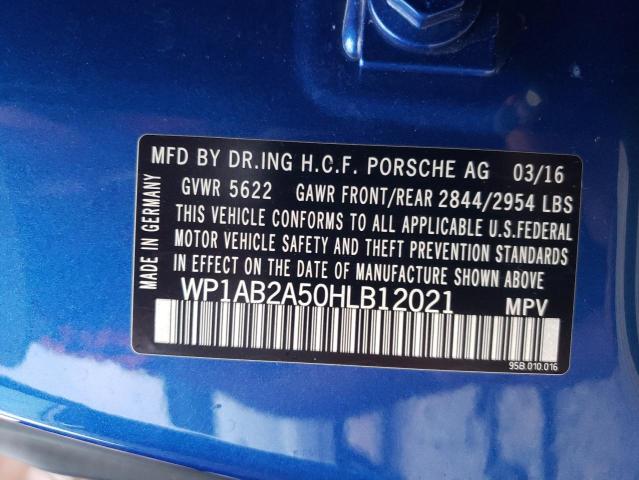 MFD BY DR.ING H.C.F. PORSCHE AG 03/16
GVWR 5622 GAWR FRONT/REAR 2844/2954 LBS
THIS VEHICLE CONFORMS TO ALL APPLICABLE U.S.FEDERAL
MOTOR VEHICLE SAFETY AND THEFT PREVENTION STANDARDS
IN EFFECT ON THE DATE OF MANUFACTURE SHOWN ABOVE
WP1AB2A50HLB12021 MPV
95B.010.016
MADE IN GERMANY